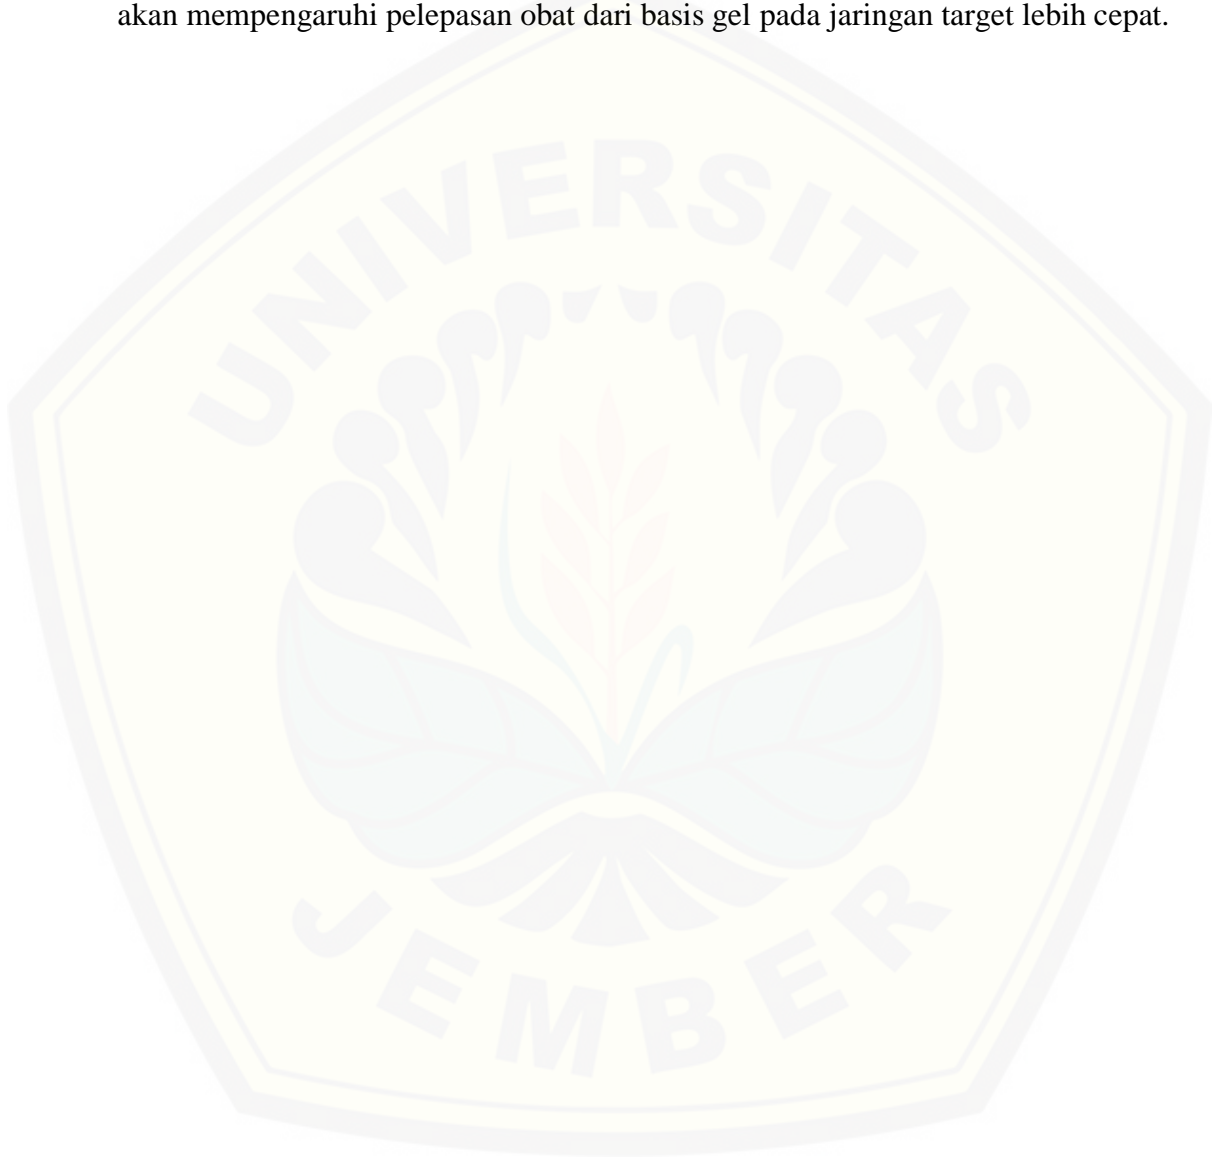 akan mempengaruhi pelepasan obat dari basis gel pada jaringan target lebih cepat.
UNIVERSITAS
JEMBER